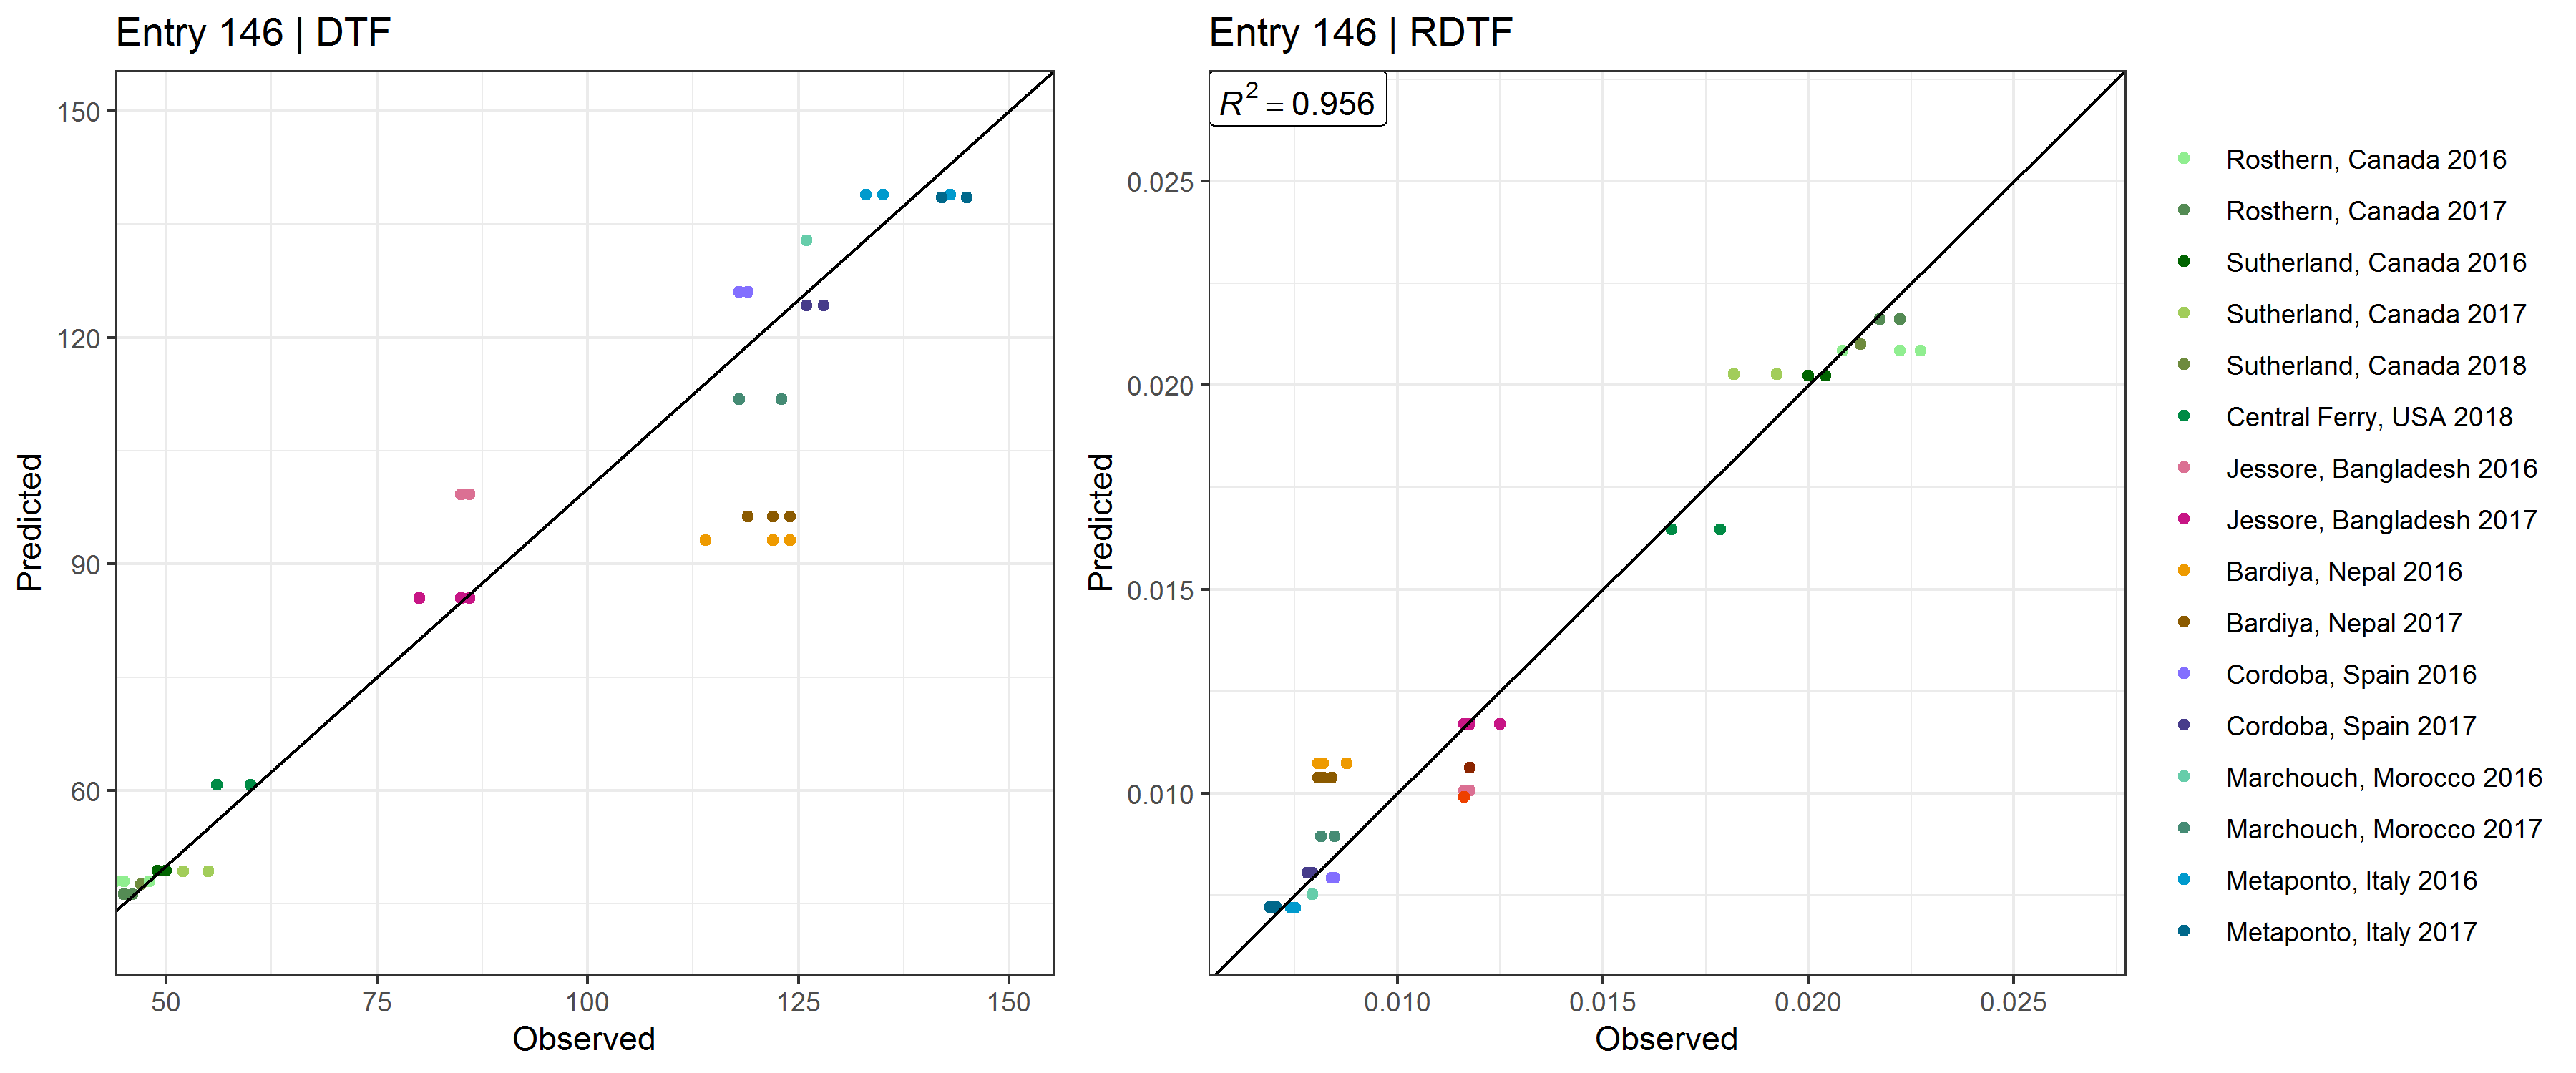 Entry 146 | DTF
150
120
90
60
Predicted
50 75 100 125 150
Observed
Entry 146 | RDTF
R² = 0.956
0.025
0.020
0.015
0.010
Predicted
0.010 0.015 0.020 0.025
Observed
Rosthern, Canada 2016
Rosthern, Canada 2017
Sutherland, Canada 2016
Sutherland, Canada 2017
Sutherland, Canada 2018
Central Ferry, USA 2018
Jessore, Bangladesh 2016
Jessore, Bangladesh 2017
Bardiya, Nepal 2016
Bardiya, Nepal 2017
Cordoba, Spain 2016
Cordoba, Spain 2017
Marchouch, Morocco 2016
Marchouch, Morocco 2017
Metaponto, Italy 2016
Metaponto, Italy 2017